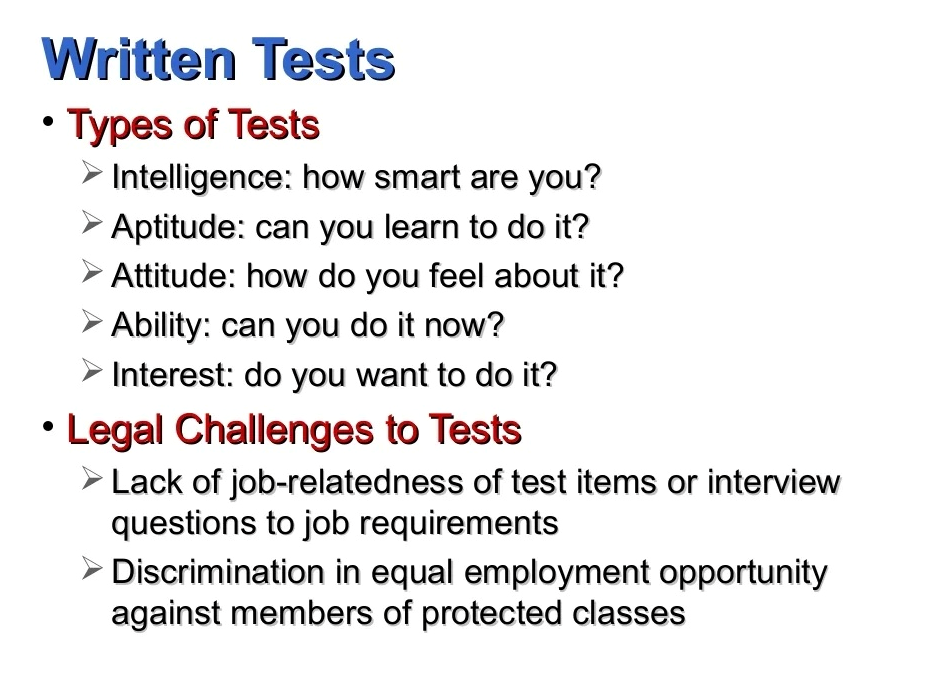 Written Tests
• Types of Tests
➢ Intelligence: how smart are you?
➢ Aptitude: can you learn to do it?
➢ Attitude: how do you feel about it?
➢ Ability: can you do it now?
➢ Interest: do you want to do it?
• Legal Challenges to Tests
➢ Lack of job-relatedness of test items or interview
questions to job requirements
➢ Discrimination in equal employment opportunity
against members of protected classes